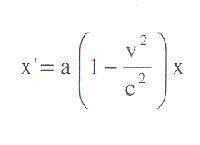 x'= a ( 1 − v² / c² ) x